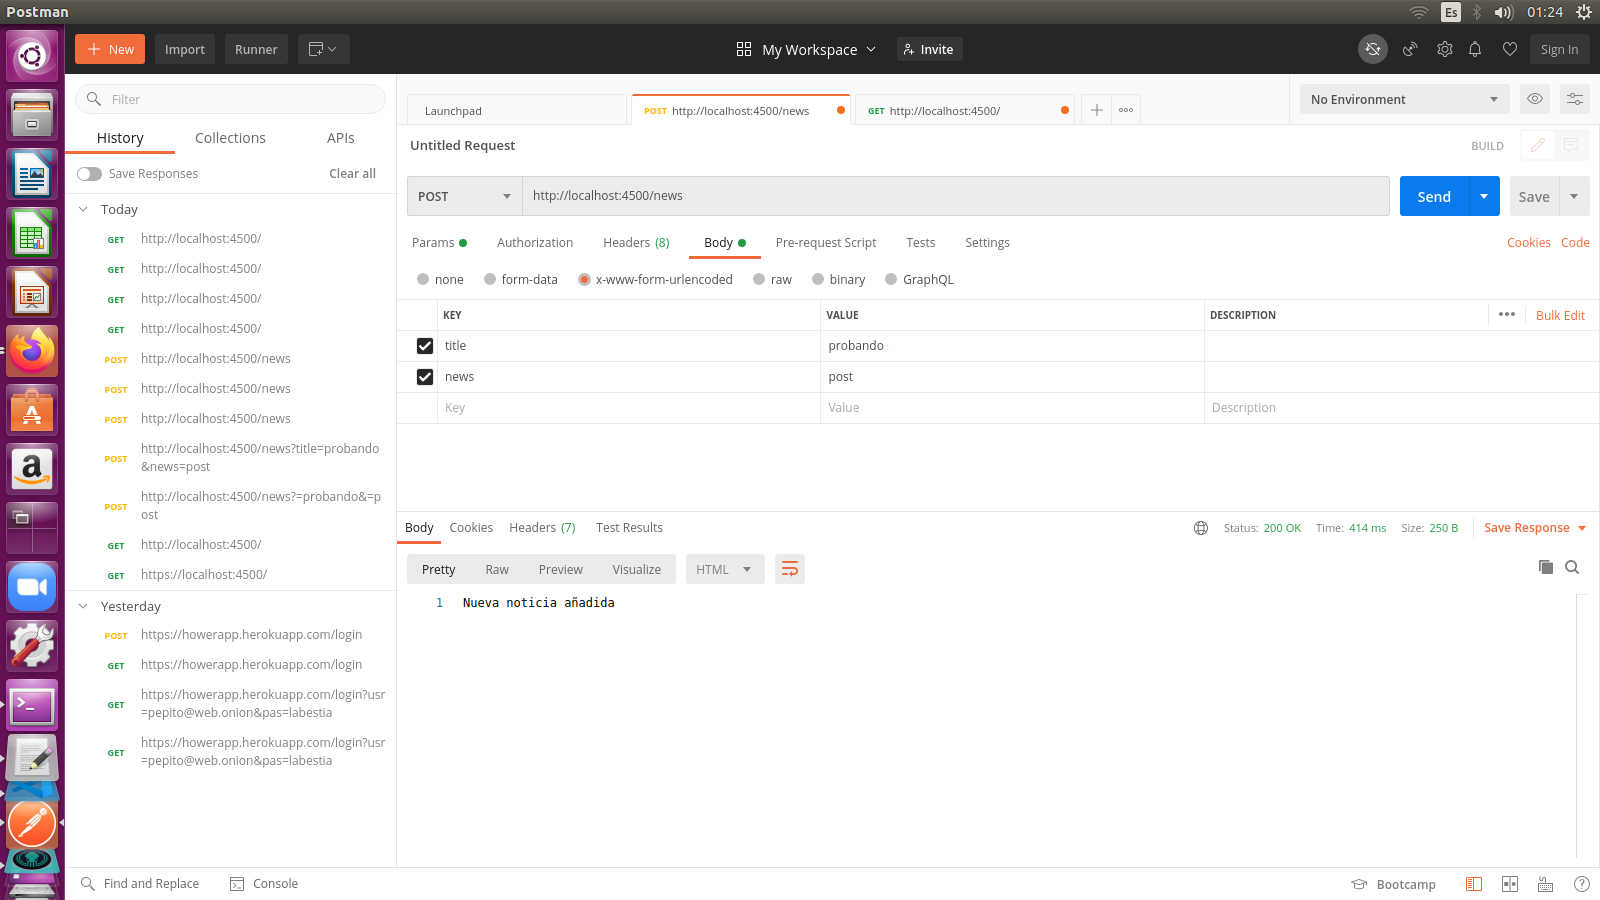 Postman
Es
01:24
New
Import
Runner
My Workspace
Invite
Sign In
Filter
History
Collections
APIs
Save Responses
Clear all
Today
GET http://localhost:4500/
GET http://localhost:4500/
GET http://localhost:4500/
GET http://localhost:4500/
POST http://localhost:4500/news
POST http://localhost:4500/news
POST http://localhost:4500/news
POST http://localhost:4500/news?title=probando
&news=post
POST http://localhost:4500/news?=probando&=p
ost
GET http://localhost:4500/
GET https://localhost:4500/
Yesterday
POST https://howerapp.herokuapp.com/login
GET https://howerapp.herokuapp.com/login
GET https://howerapp.herokuapp.com/login?usr
=pepito@web.onion&pas=labestia
GET https://howerapp.herokuapp.com/login?usr
=pepito@web.onion&pas=labestia
Launchpad
POST http://localhost:4500/news
GET http://localhost:4500/
No Environment
Untitled Request
BUILD
POST
http://localhost:4500/news
Send
Save
Params
Authorization
Headers (8)
Body
Pre-request Script
Tests
Settings
Cookies
Code
none
form-data
x-www-form-urlencoded
raw
binary
GraphQL
KEY VALUE DESCRIPTION
Bulk Edit
title probando
news post
Key Value Description
Body
Cookies
Headers (7)
Test Results
Status: 200 OK
Time: 414 ms
Size: 250 B
Save Response
Pretty
Raw
Preview
Visualize
HTML
1 Nueva noticia añadida
Find and Replace
Console
Bootcamp